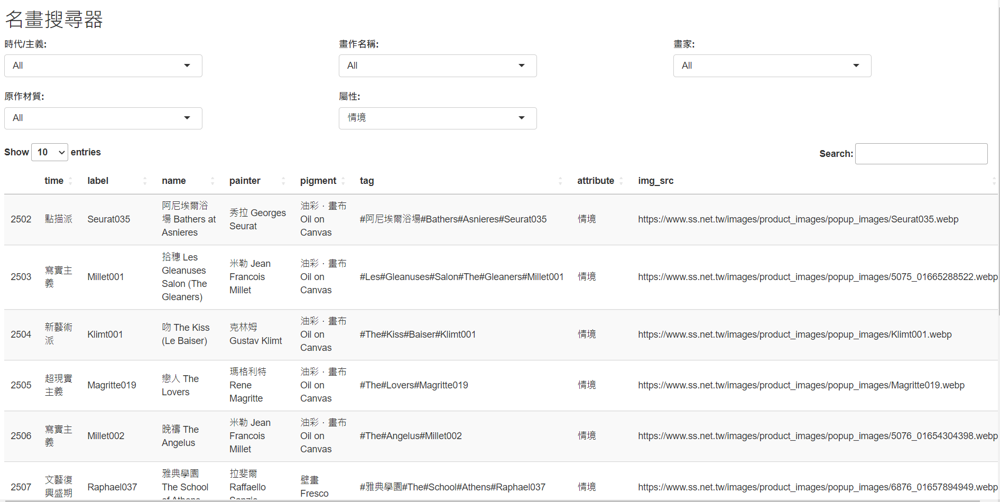 名畫搜尋器
時代/主義:
畫作名稱:
畫家:
All
All
All
原作材質:
屬性:
All
情境
Show 10 entries
Search:
time label name painter pigment tag attribute img_src
2502
點描派
Seurat035
阿尼埃爾浴
場 Bathers at
Asnieres
秀拉 Georges
Seurat
油彩．畫布
Oil on
Canvas
#阿尼埃爾浴場#Bathers#Asnieres#Seurat035
情境
https://www.ss.net.tw/images/product_images/popup_images/Seurat035.webp
2503
寫實主
義
Millet001
拾穗 Les
Gleanuses
Salon (The
Gleaners)
米勒 Jean
Francois
Millet
油彩．畫布
Oil on
Canvas
#Les#Gleanuses#Salon#The#Gleaners#Millet001
情境
https://www.ss.net.tw/images/product_images/popup_images/5075_01665288522.webp
2504
新藝術
派
Klimt001
吻 The Kiss
(Le Baiser)
克林姆
Gustav Klimt
油彩．畫布
Oil on
Canvas
#The#Kiss#Baiser#Klimt001
情境
https://www.ss.net.tw/images/product_images/popup_images/Klimt001.webp
2505
超現實
主義
Magritte019
戀人 The
Lovers
瑪格利特
Rene
Magritte
油彩．畫布
Oil on
Canvas
#The#Lovers#Magritte019
情境
https://www.ss.net.tw/images/product_images/popup_images/Magritte019.webp
2506
寫實主
義
Millet002
晚禱 The
Angelus
米勒 Jean
Francois
Millet
油彩．畫布
Oil on
Canvas
#The#Angelus#Millet002
情境
https://www.ss.net.tw/images/product_images/popup_images/5076_01654304398.webp
2507
文藝復
興盛期
Raphael037
雅典學園
The School
of Athens
拉斐爾
Raffaello
Sanzio
壁畫
Fresco
#雅典學園#The#School#Athens#Raphael037
情境
https://www.ss.net.tw/images/product_images/popup_images/6876_01657894949.webp